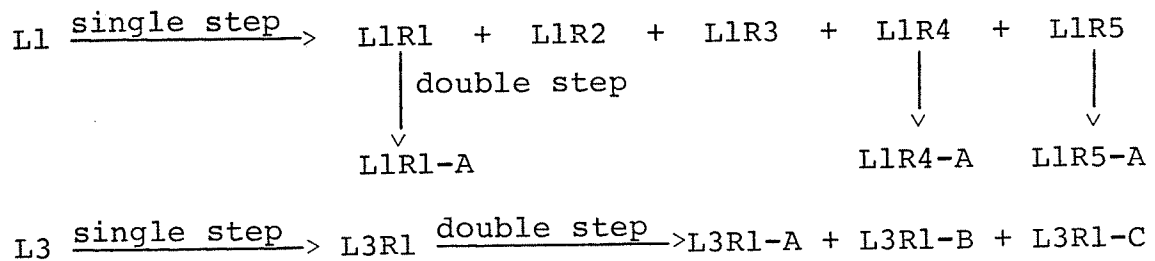 L1 single step > L1R1 + L1R2 + L1R3 + L1R4 + L1R5
double step
L1R1-A L1R4-A L1R5-A
L3 single step > L3R1 double step >L3R1-A + L3R1-B + L3R1-C